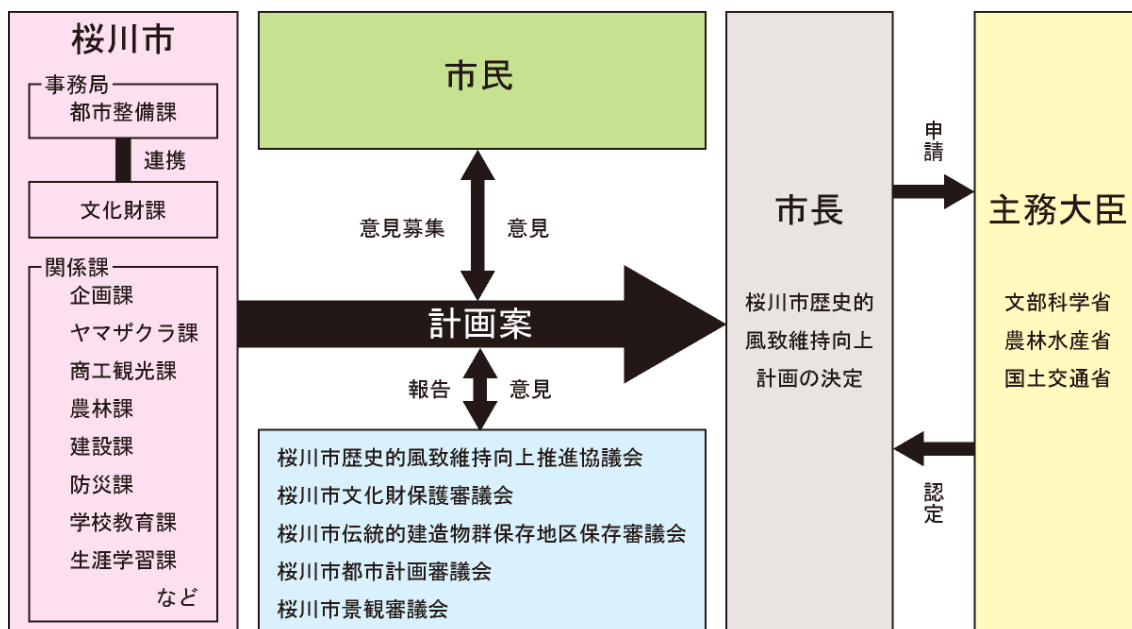 桜川市
事務局
都市整備課
連携
文化財課
関係課
企画課
ヤマザクラ課
商工観光課
農林課
建設課
防災課
学校教育課
生涯学習課
など
市民
意見募集
意見
計画案
報告
意見
桜川市歴史的風致維持向上推進協議会
桜川市文化財保護審議会
桜川市伝統的建造物群保存地区保存審議会
桜川市都市計画審議会
桜川市景観審議会
市長
桜川市歴史的
風致維持向上
計画の決定
申請
認定
主務大臣
文部科学省
農林水産省
国土交通省